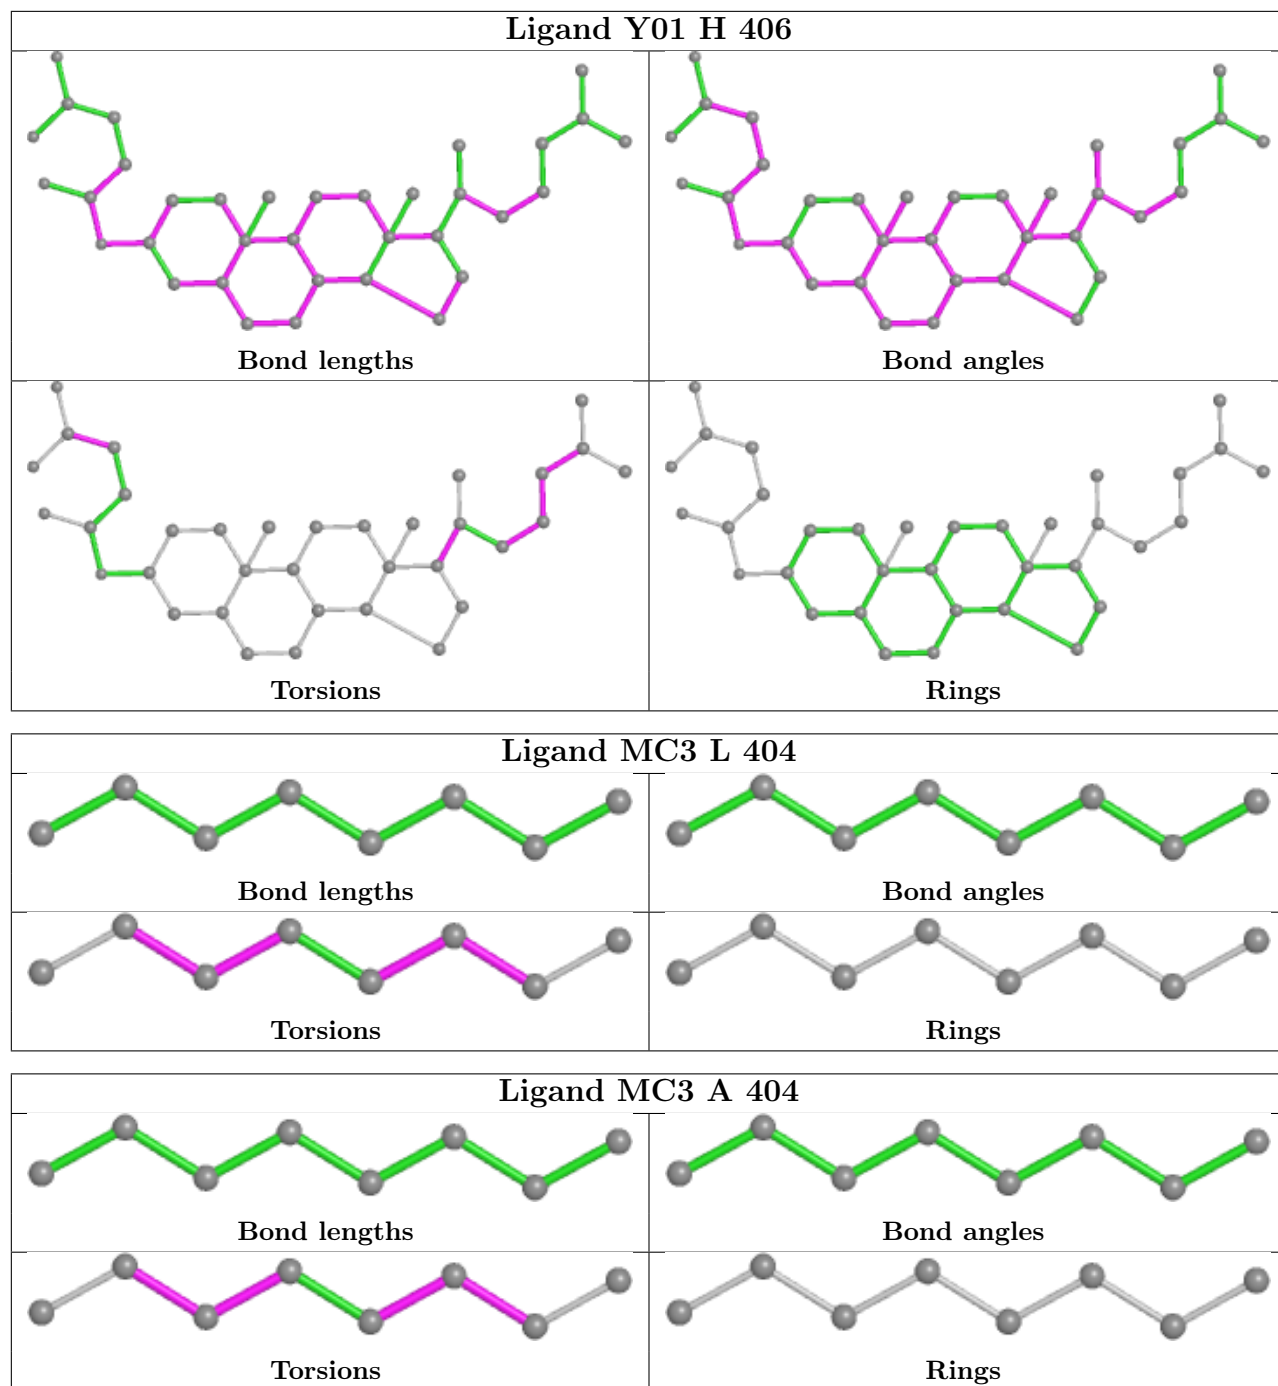 Ligand Y01 H 406
Bond lengths
Bond angles
Torsions
Rings
Ligand MC3 L 404
Bond lengths
Bond angles
Torsions
Rings
Ligand MC3 A 404
Bond lengths
Bond angles
Torsions
Rings